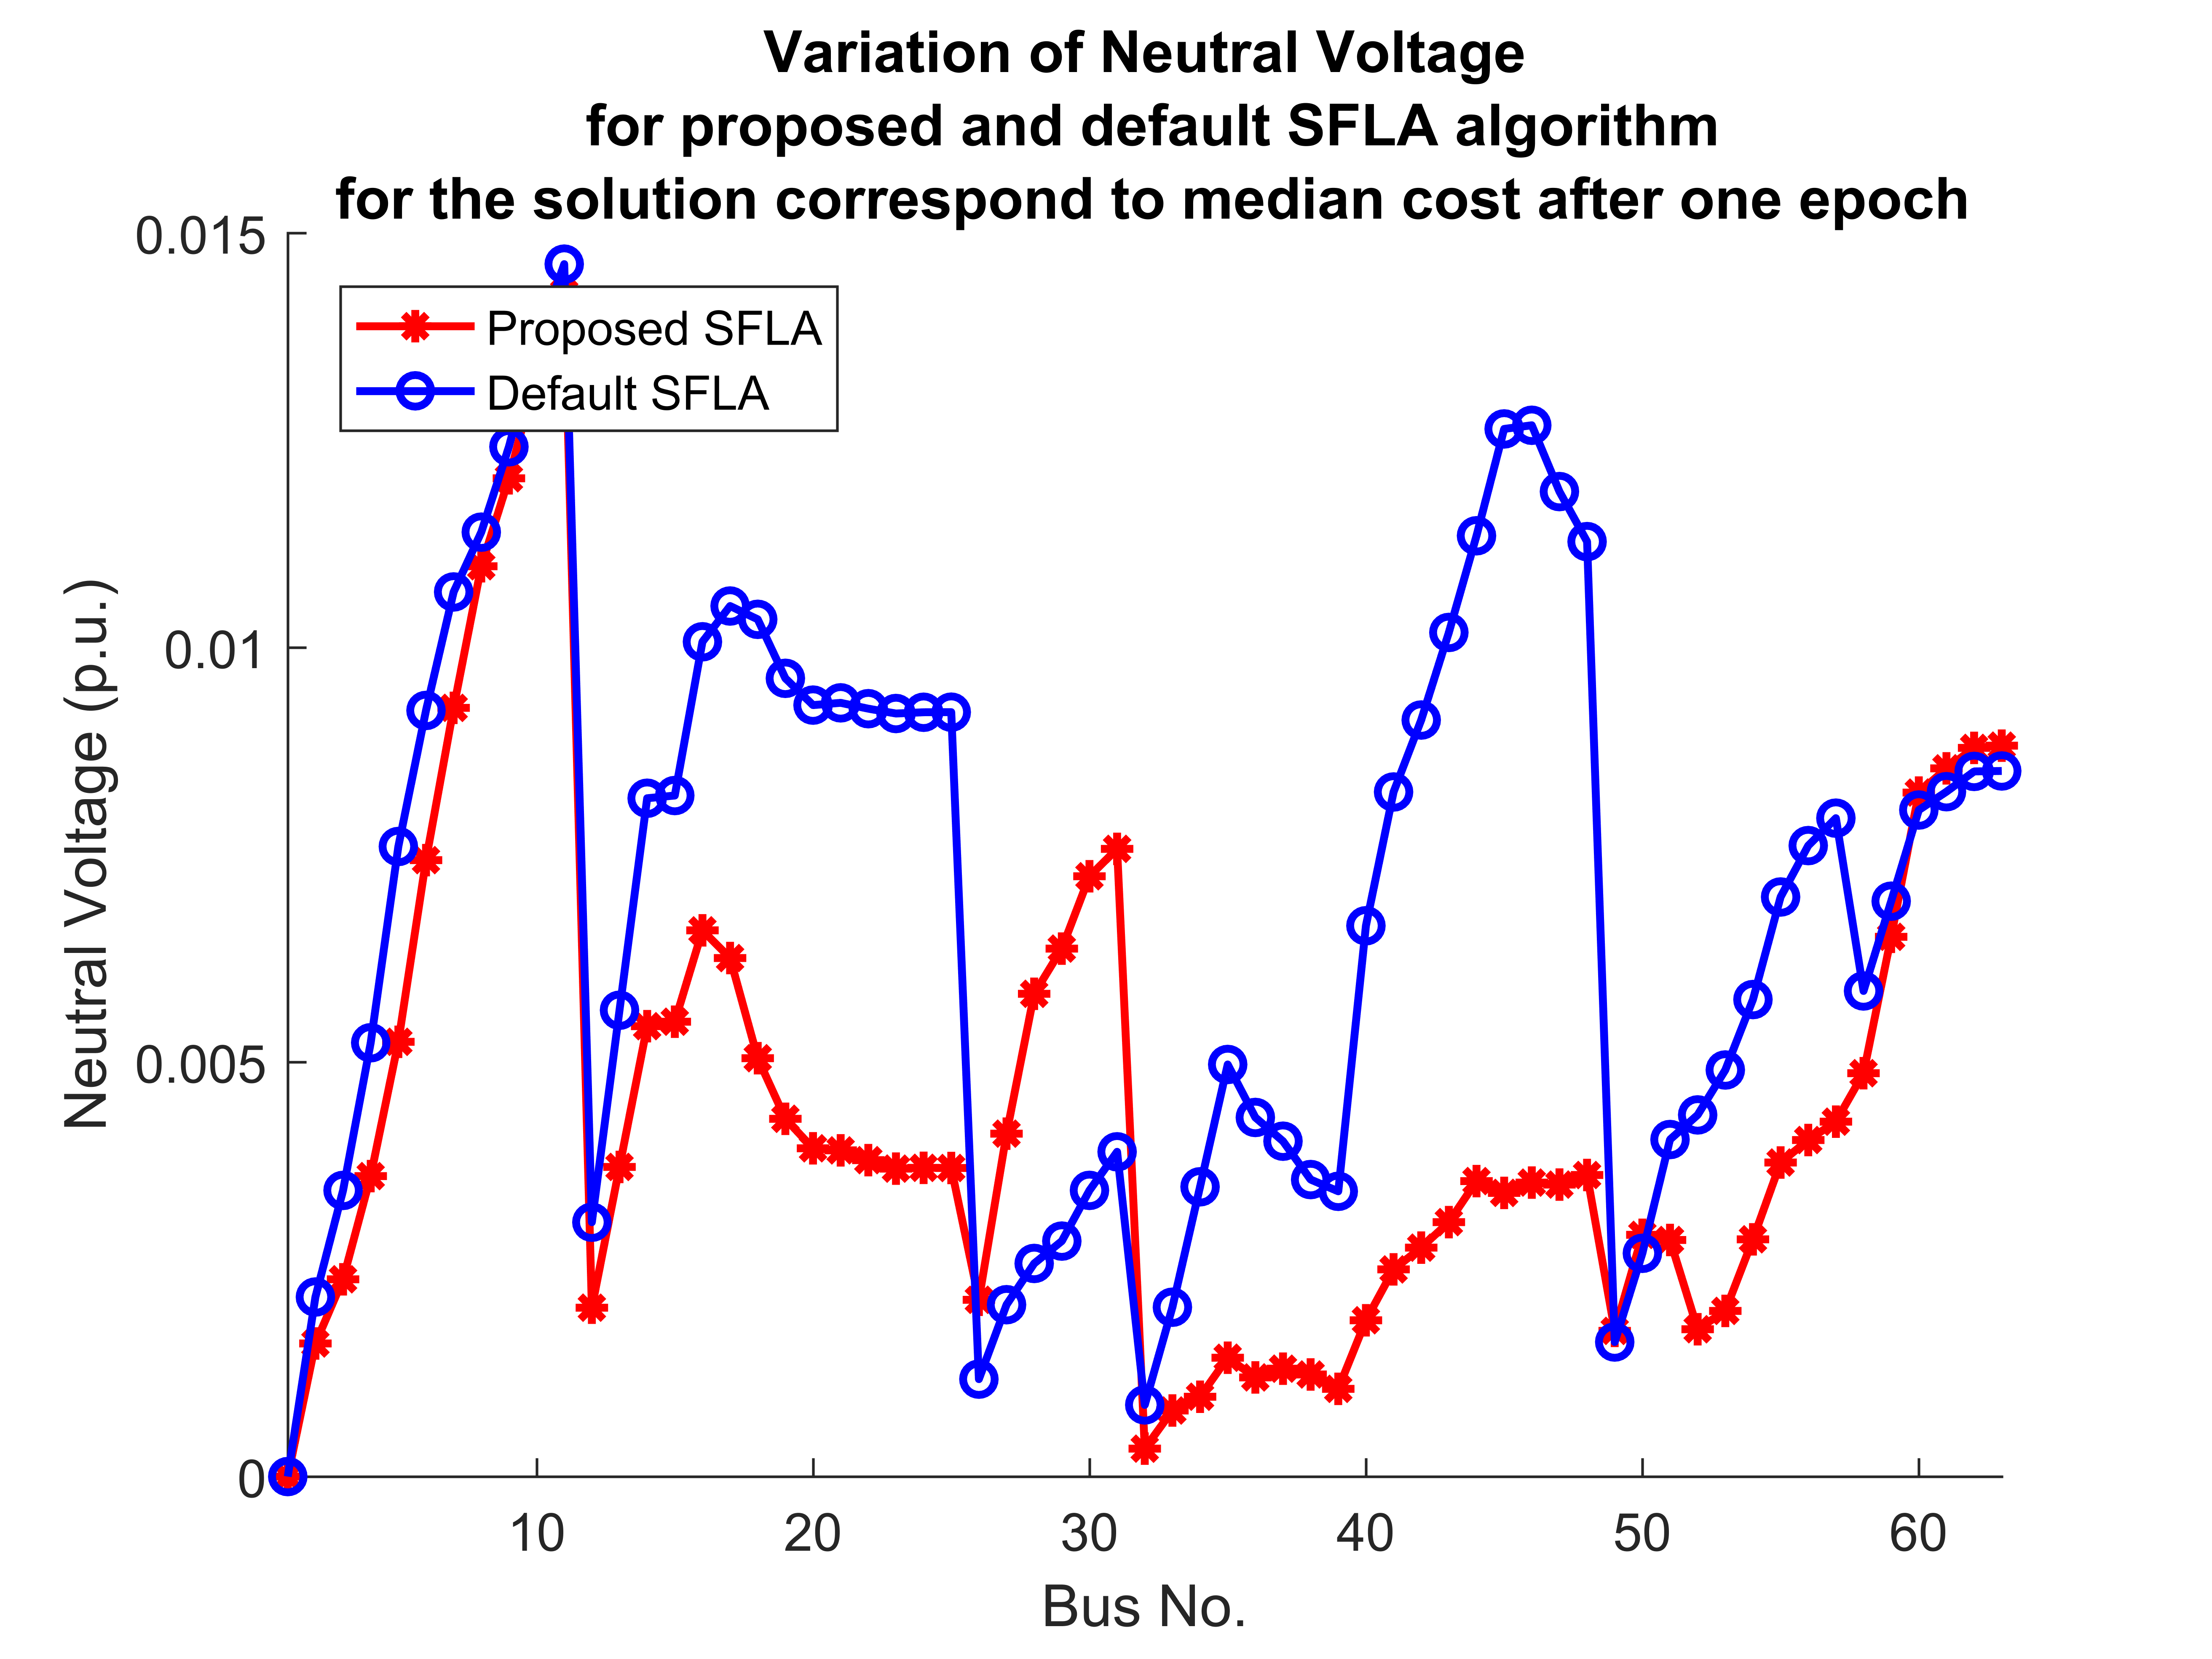 Variation of Neutral Voltage
for proposed and default SFLA algorithm
for the solution correspond to median cost after one epoch
0.015
Proposed SFLA
Default SFLA
0.01
0.005
0
Neutral Voltage (p.u.)
10 20 30 40 50 60
Bus No.